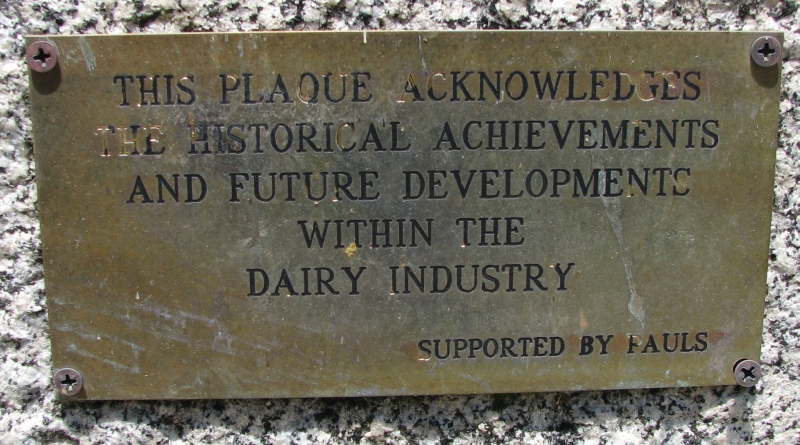 THIS PLAQUE ACKNOWLEDGES
THE HISTORICAL ACHIEVEMENTS
AND FUTURE DEVELOPMENTS
WITHIN THE
DAIRY INDUSTRY
SUPPORTED BY PAULS